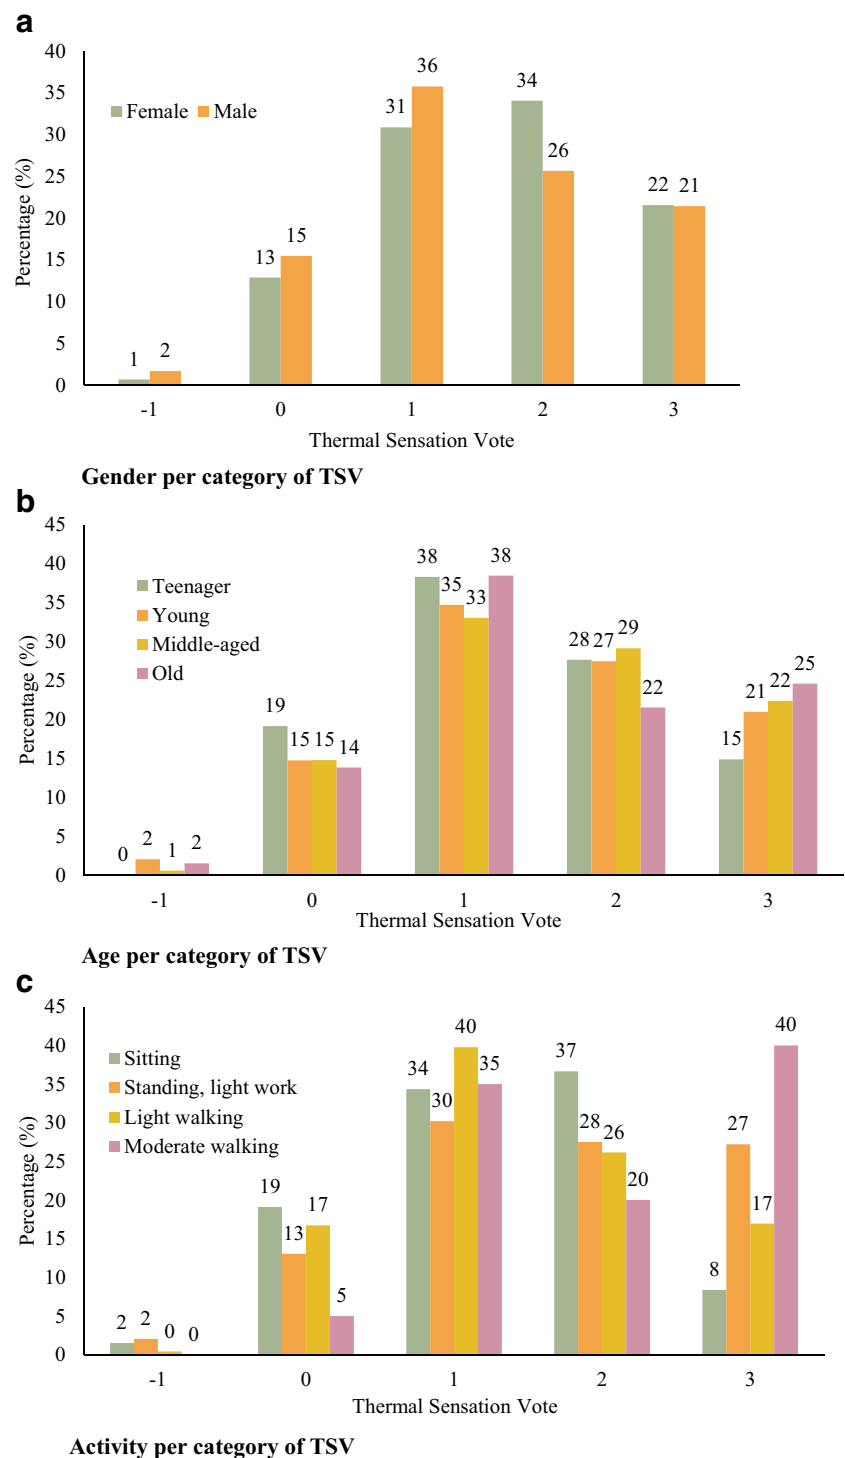 a
40
35
30
25
20
15
10
5
0
Percentage (%)
Female Male
1 2
13 15
31 36
34 26
22 21
-1 0 1 2 3
Thermal Sensation Vote
Gender per category of TSV
b
45
40
35
30
25
20
15
10
5
0
Percentage (%)
Teenager
Young
Middle-aged
Old
0 2 1 2
19 15 15 14
38 35 33 38
28 27 29 22
15 21 22 25
-1 0 1 2 3
Thermal Sensation Vote
Age per category of TSV
c
45
40
35
30
25
20
15
10
5
0
Percentage (%)
Sitting
Standing, light work
Light walking
Moderate walking
2 2 0 0
19 13 17 5
34 30 40 35
37 28 26 20
8 27 17 40
-1 0 1 2 3
Thermal Sensation Vote
Activity per category of TSV